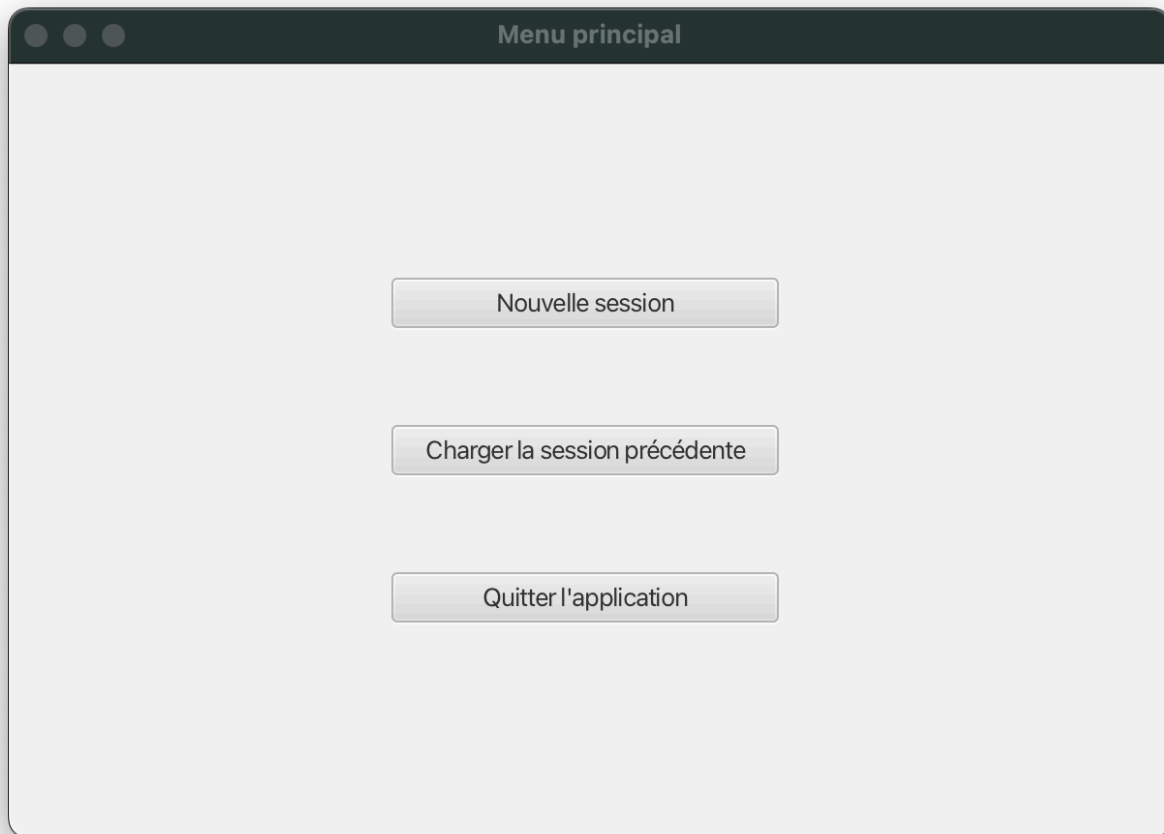 Menu principal
Nouvelle session
Charger la session précédente
Quitter l'application